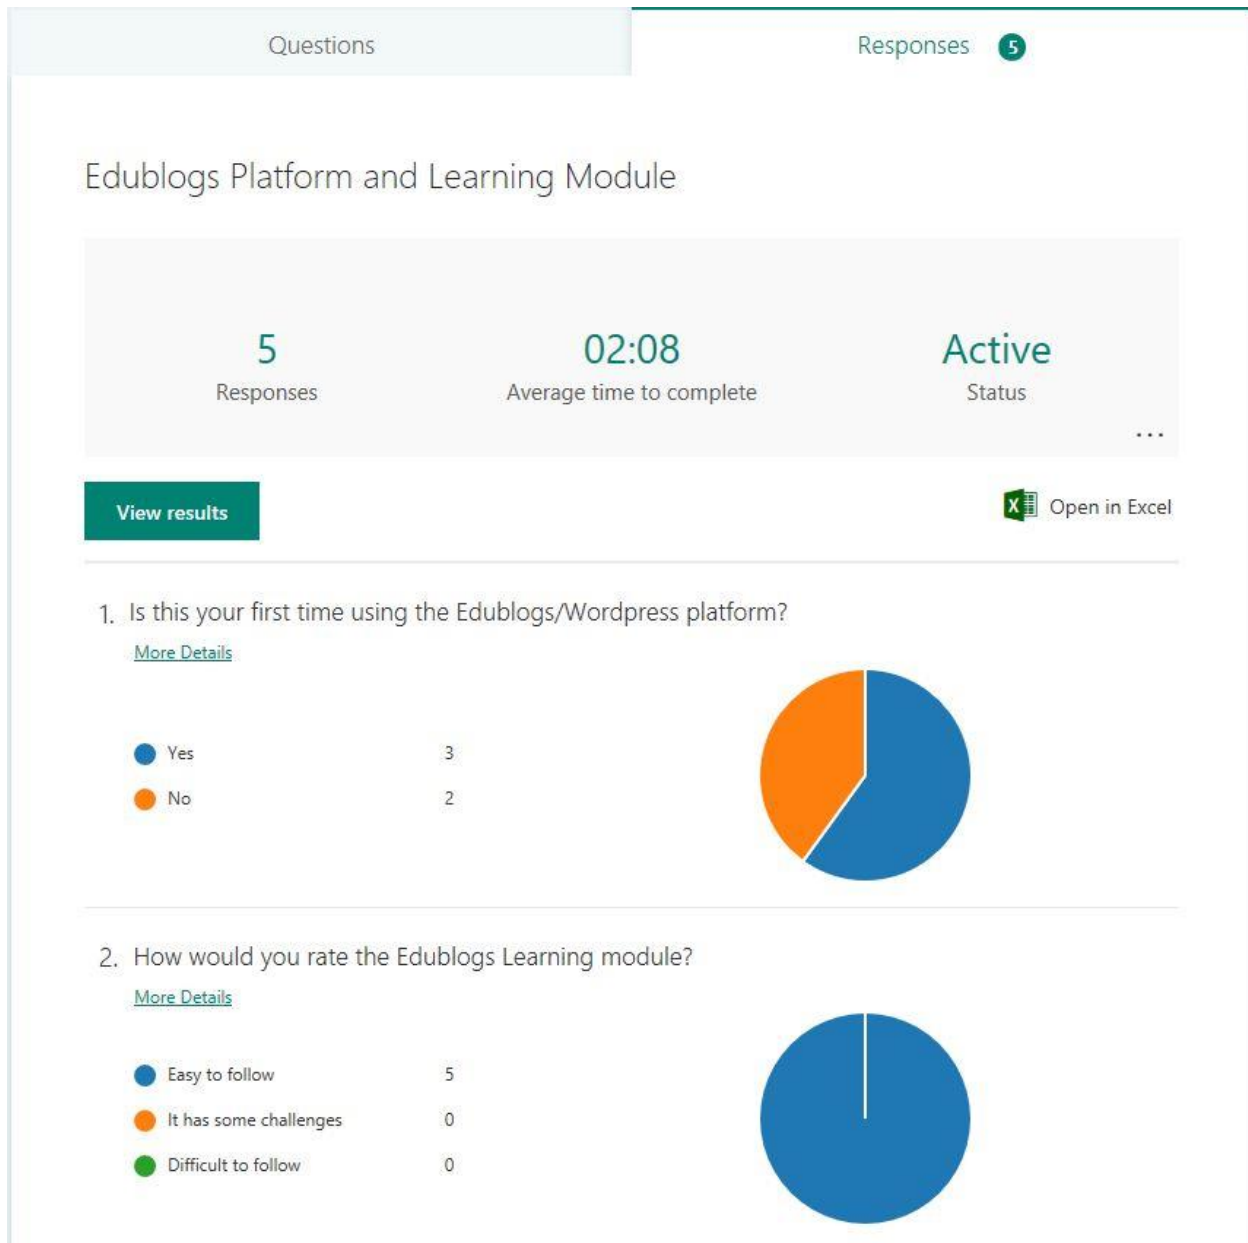 Questions
Responses 5
Edublogs Platform and Learning Module
5 02:08 Active
Responses Average time to complete Status
...
View results
Open in Excel
1. Is this your first time using the Edublogs/Wordpress platform?
More Details
Yes 3
No 2
2. How would you rate the Edublogs Learning module?
More Details
Easy to follow 5
It has some challenges 0
Difficult to follow 0